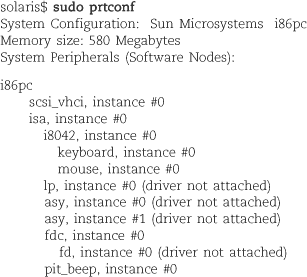 solaris$ sudo prtconf
System Configuration: Sun Microsystems i86pc
Memory size: 580 Megabytes
System Peripherals (Software Nodes):

i86pc
    scsi_vhci, instance #0
    isa, instance #0
        i8042, instance #0
            keyboard, instance #0
            mouse, instance #0
        lp, instance #0 (driver not attached)
        asy, instance #0 (driver not attached)
        asy, instance #1 (driver not attached)
        fdc, instance #0
            fd, instance #0 (driver not attached)
        pit_beep, instance #0